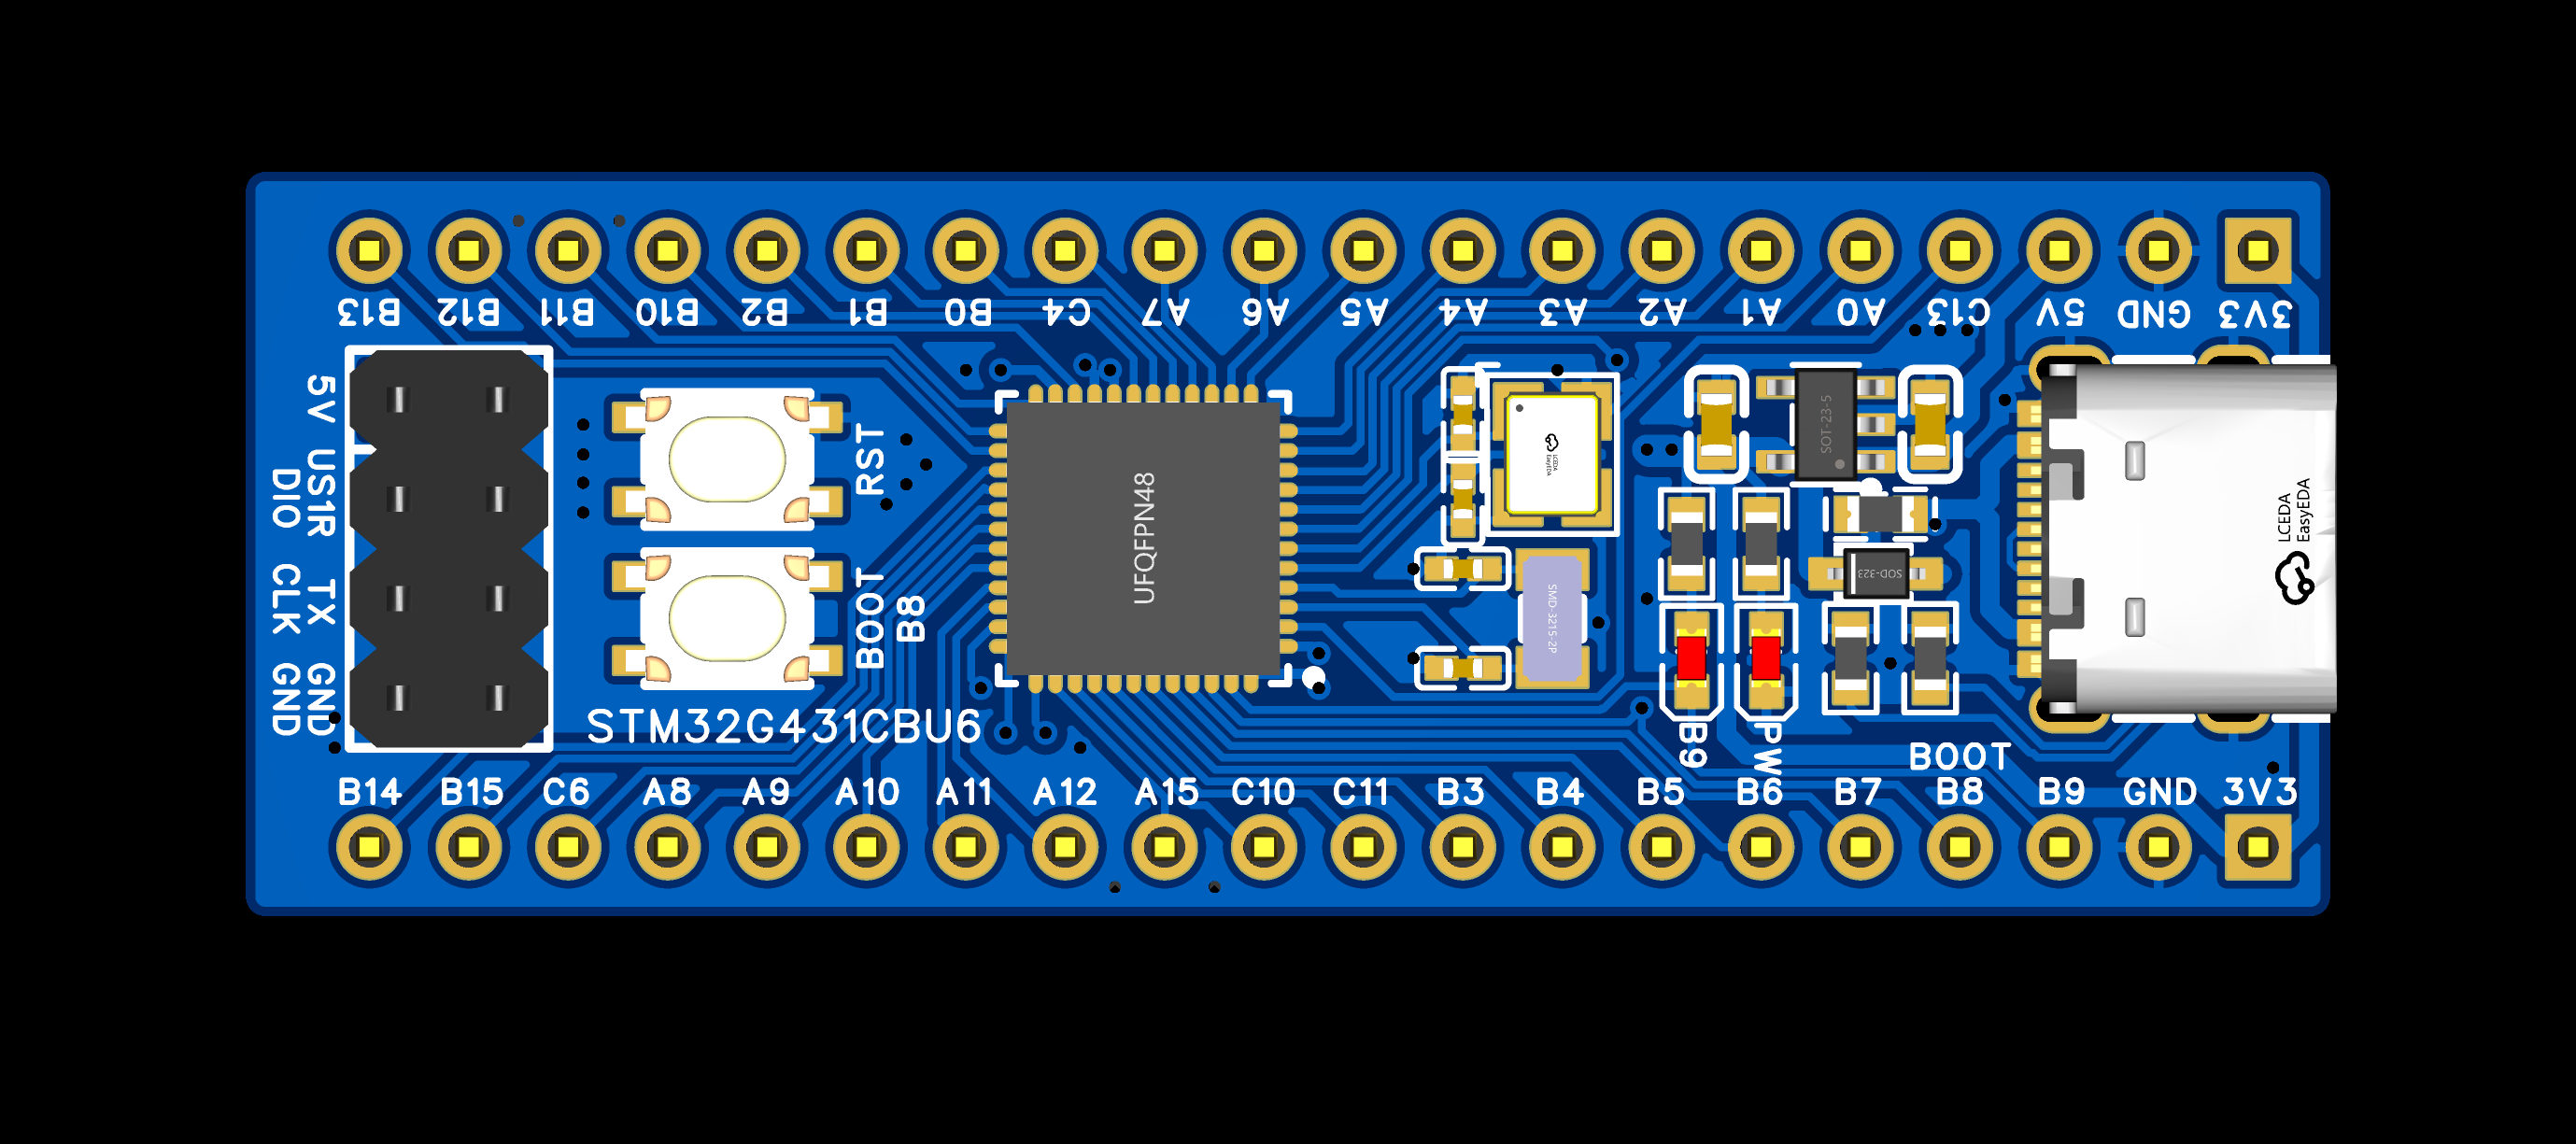 B13 B12 B11 B10 B2 B1 B0 C4 A7 A6 A5 A4 A3 A2 A1 A0 C13 5V GND 3V3
5V US1R TX GND
DIO CLK GND
RST
BOOT
B8
UFQFPN48
LCEDA
EasyEDA
SMD-3215-2P
SOT-23-5
SOD-323
LCEDA
EasyEDA
STM32G431CBU6
B9
PW
BOOT
B14 B15 C6 A8 A9 A10 A11 A12 A15 C10 C11 B3 B4 B5 B6 B7 B8 B9 GND 3V3